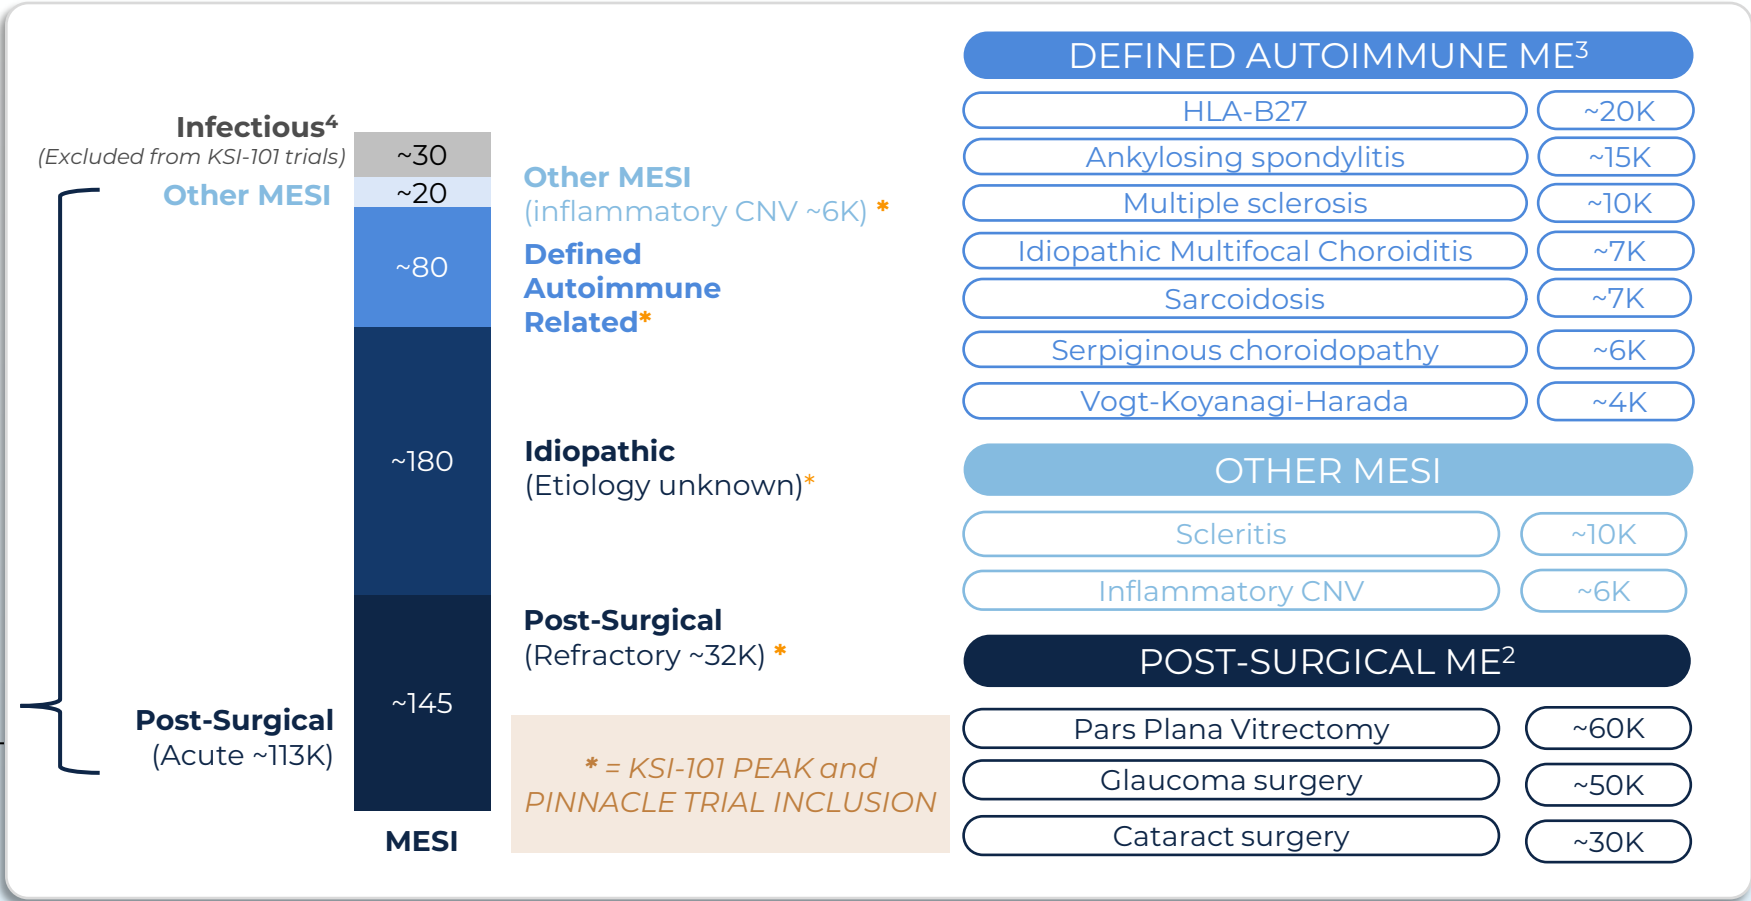 Infectious⁴
(Excluded from KSI-101 trials)
Other MESI
Post-Surgical
(Acute ~113K)
~30
~20
~80
~180
~145
MESI
Other MESI
(inflammatory CNV ~6K) *
Defined
Autoimmune
Related*
Idiopathic
(Etiology unknown)*
Post-Surgical
(Refractory ~32K) *
* = KSI-101 PEAK and
PINNACLE TRIAL INCLUSION
DEFINED AUTOIMMUNE ME³
HLA-B27 ~20K
Ankylosing spondylitis ~15K
Multiple sclerosis ~10K
Idiopathic Multifocal Choroiditis ~7K
Sarcoidosis ~7K
Serpiginous choroidopathy ~6K
Vogt-Koyanagi-Harada ~4K
OTHER MESI
Scleritis ~10K
Inflammatory CNV ~6K
POST-SURGICAL ME²
Pars Plana Vitrectomy ~60K
Glaucoma surgery ~50K
Cataract surgery ~30K